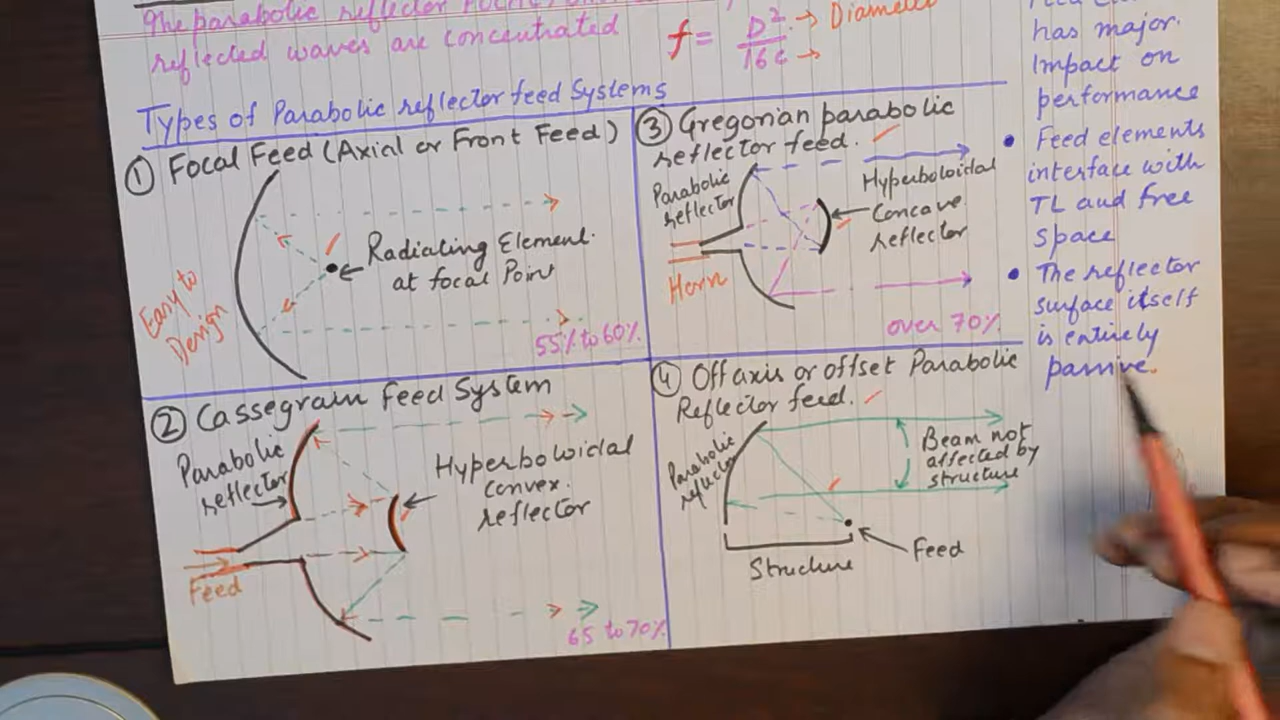 The parabolic reflector
reflected waves are concentrated
f = D² → Diamete
16c →
Types of Parabolic reflector feed Systems
① Focal Feed (Axial or Front Feed)
Radiating Element
at focal Point
Easy to
Design
55% to 60%
② Cassegrain Feed System
Parabolic
reflector
Hyperboloidal
convex
reflector
Feed
65 to 70%
③ Gregorian parabolic
reflector feed.
Parabolic
reflector
Hyperboloidal
Concave
reflector
Horn
over 70%
④ Off axis or offset Parabolic
Reflector feed.
Parabolic
reflector
Beam not
affected by
structure
Feed
Structure
has major
impact on
performance
• Feed elements
interface with
TL and free
space
• The reflector
surface itself
is entirely
passive.